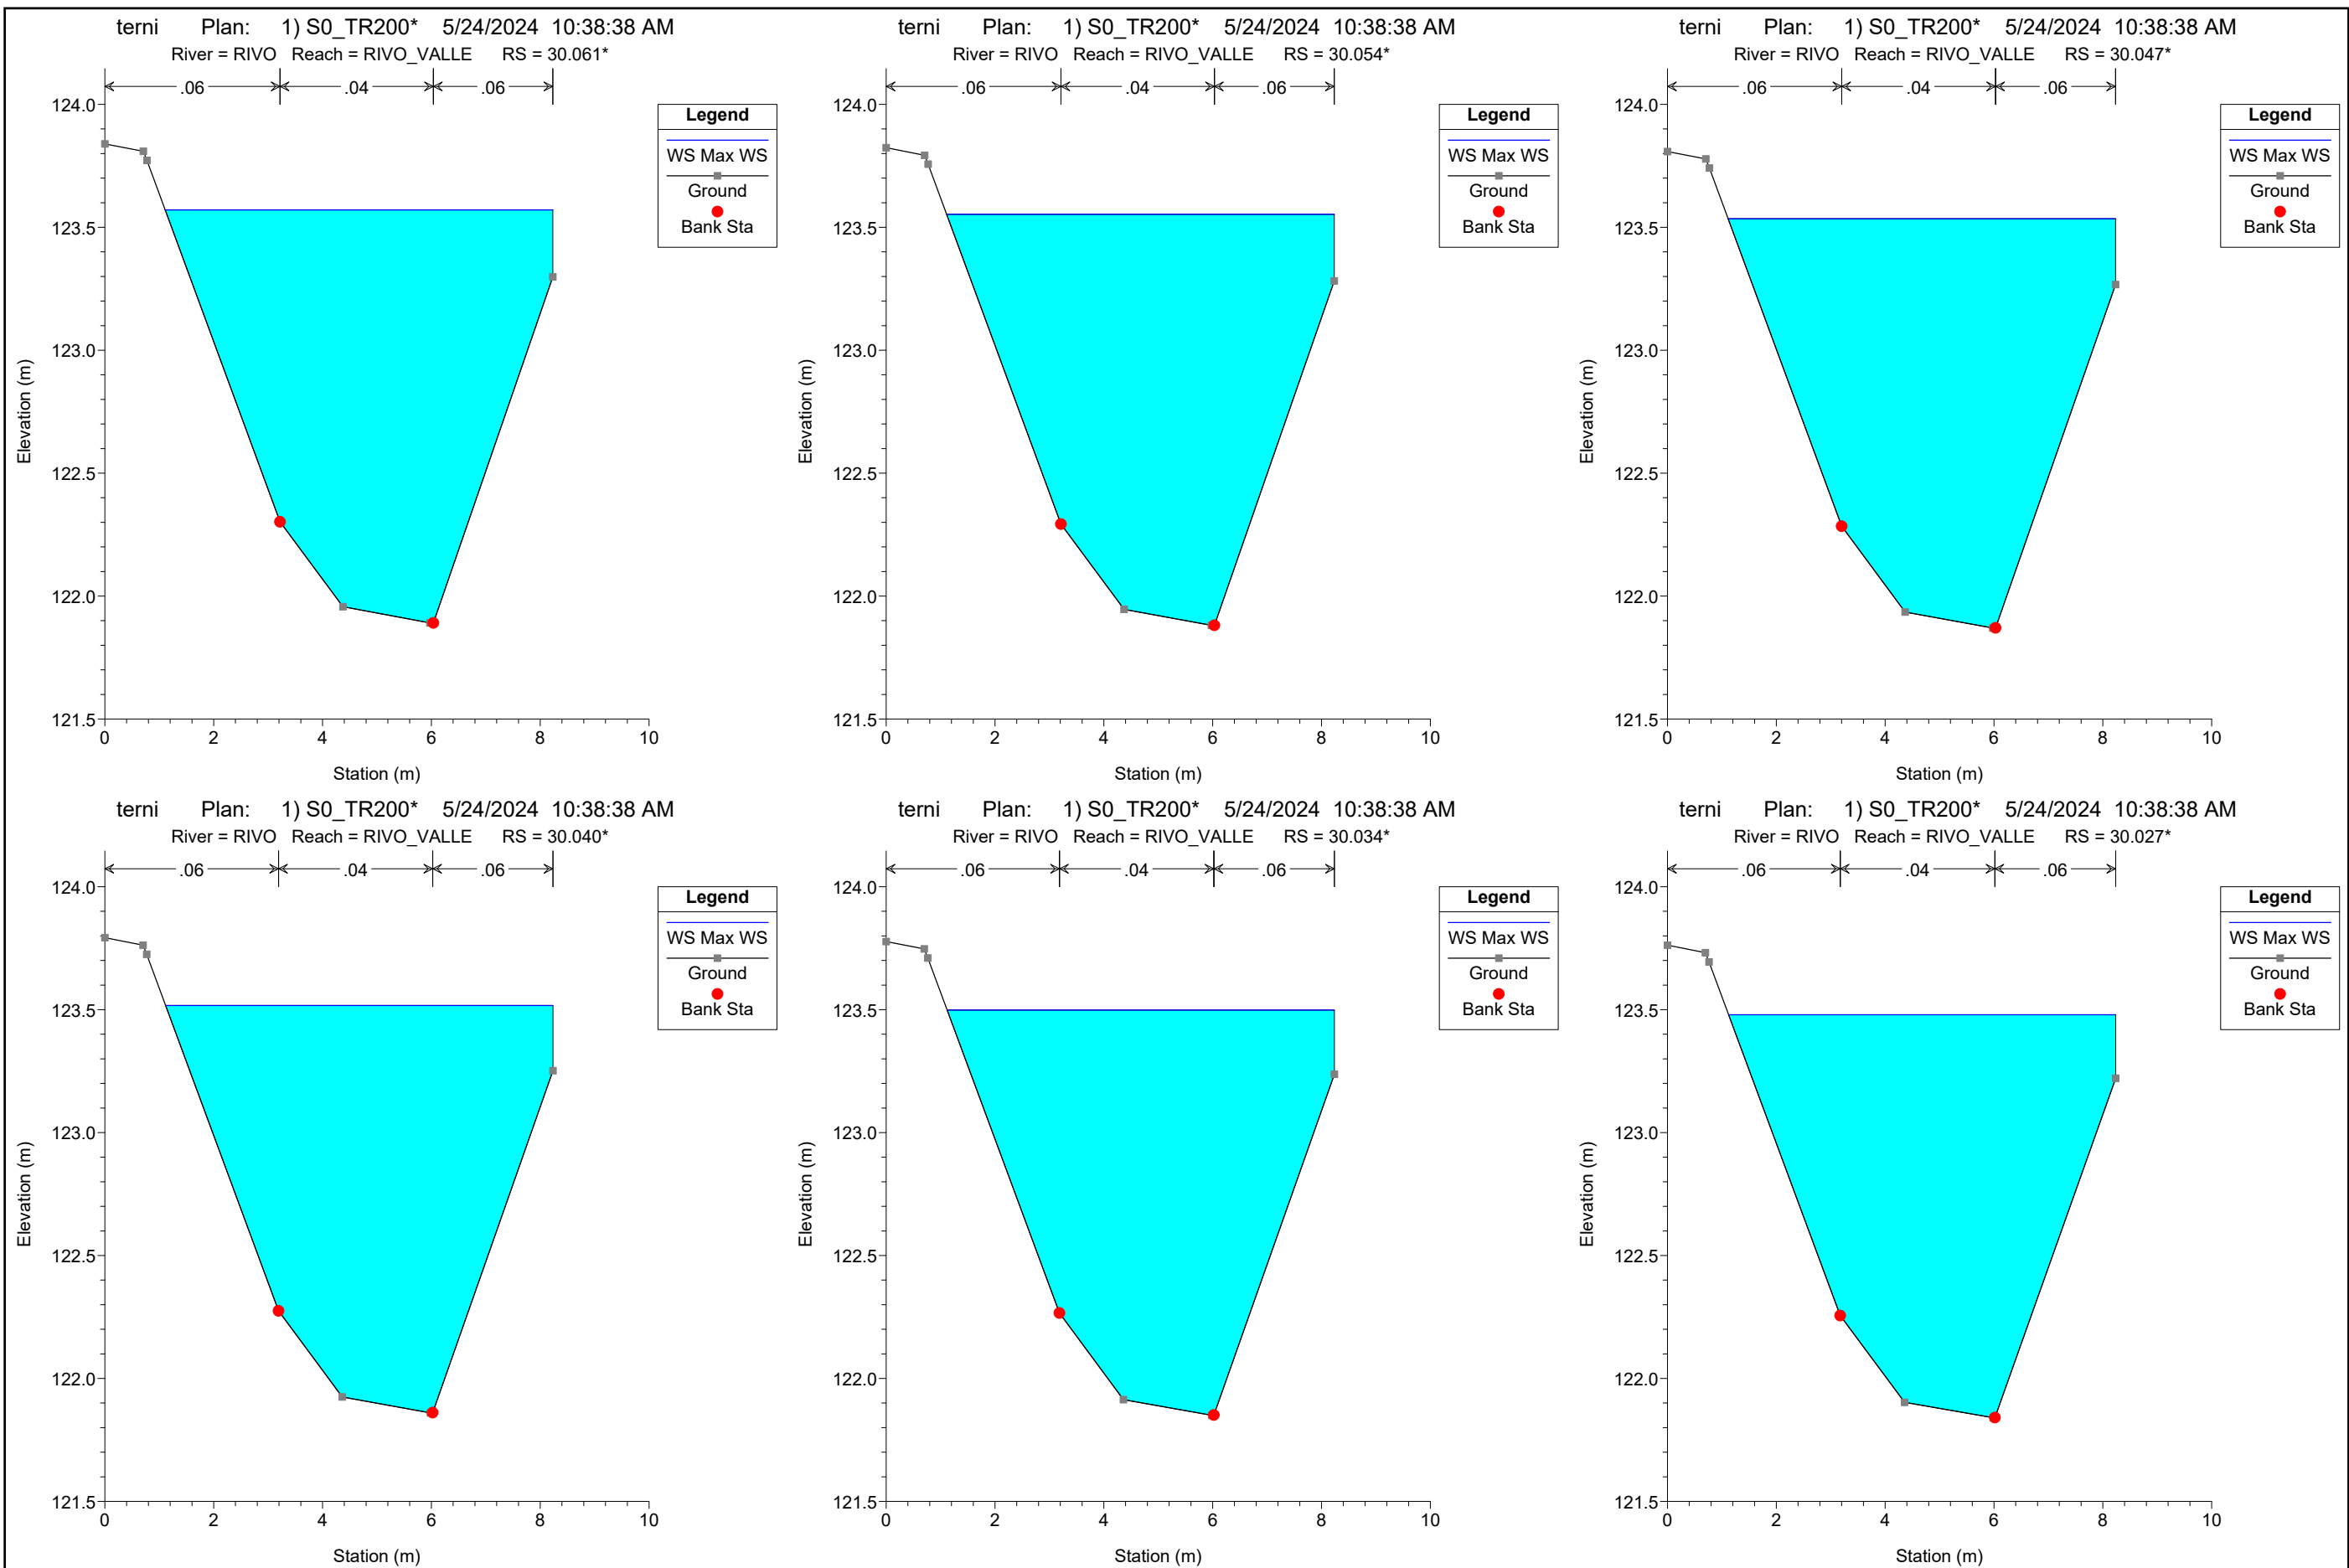 terni Plan: 1) S0_TR200* 5/24/2024 10:38:38 AM
River = RIVO Reach = RIVO_VALLE RS = 30.061*
.06 .04 .06
124.0
123.5
123.0
122.5
122.0
121.5
0 2 4 6 8 10
Elevation (m)
Station (m)
Legend
WS Max WS
Ground
Bank Sta
terni Plan: 1) S0_TR200* 5/24/2024 10:38:38 AM
River = RIVO Reach = RIVO_VALLE RS = 30.054*
.06 .04 .06
124.0
123.5
123.0
122.5
122.0
121.5
0 2 4 6 8 10
Elevation (m)
Station (m)
Legend
WS Max WS
Ground
Bank Sta
terni Plan: 1) S0_TR200* 5/24/2024 10:38:38 AM
River = RIVO Reach = RIVO_VALLE RS = 30.047*
.06 .04 .06
124.0
123.5
123.0
122.5
122.0
121.5
0 2 4 6 8 10
Elevation (m)
Station (m)
Legend
WS Max WS
Ground
Bank Sta
terni Plan: 1) S0_TR200* 5/24/2024 10:38:38 AM
River = RIVO Reach = RIVO_VALLE RS = 30.040*
.06 .04 .06
124.0
123.5
123.0
122.5
122.0
121.5
0 2 4 6 8 10
Elevation (m)
Station (m)
Legend
WS Max WS
Ground
Bank Sta
terni Plan: 1) S0_TR200* 5/24/2024 10:38:38 AM
River = RIVO Reach = RIVO_VALLE RS = 30.034*
.06 .04 .06
124.0
123.5
123.0
122.5
122.0
121.5
0 2 4 6 8 10
Elevation (m)
Station (m)
Legend
WS Max WS
Ground
Bank Sta
terni Plan: 1) S0_TR200* 5/24/2024 10:38:38 AM
River = RIVO Reach = RIVO_VALLE RS = 30.027*
.06 .04 .06
124.0
123.5
123.0
122.5
122.0
121.5
0 2 4 6 8 10
Elevation (m)
Station (m)
Legend
WS Max WS
Ground
Bank Sta